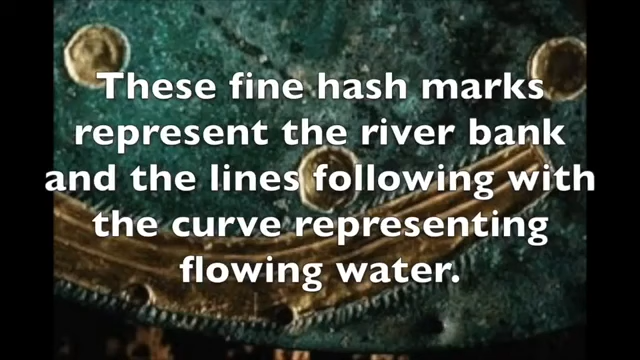 These fine hash marks
represent the river bank
and the lines following with
the curve representing
flowing water.